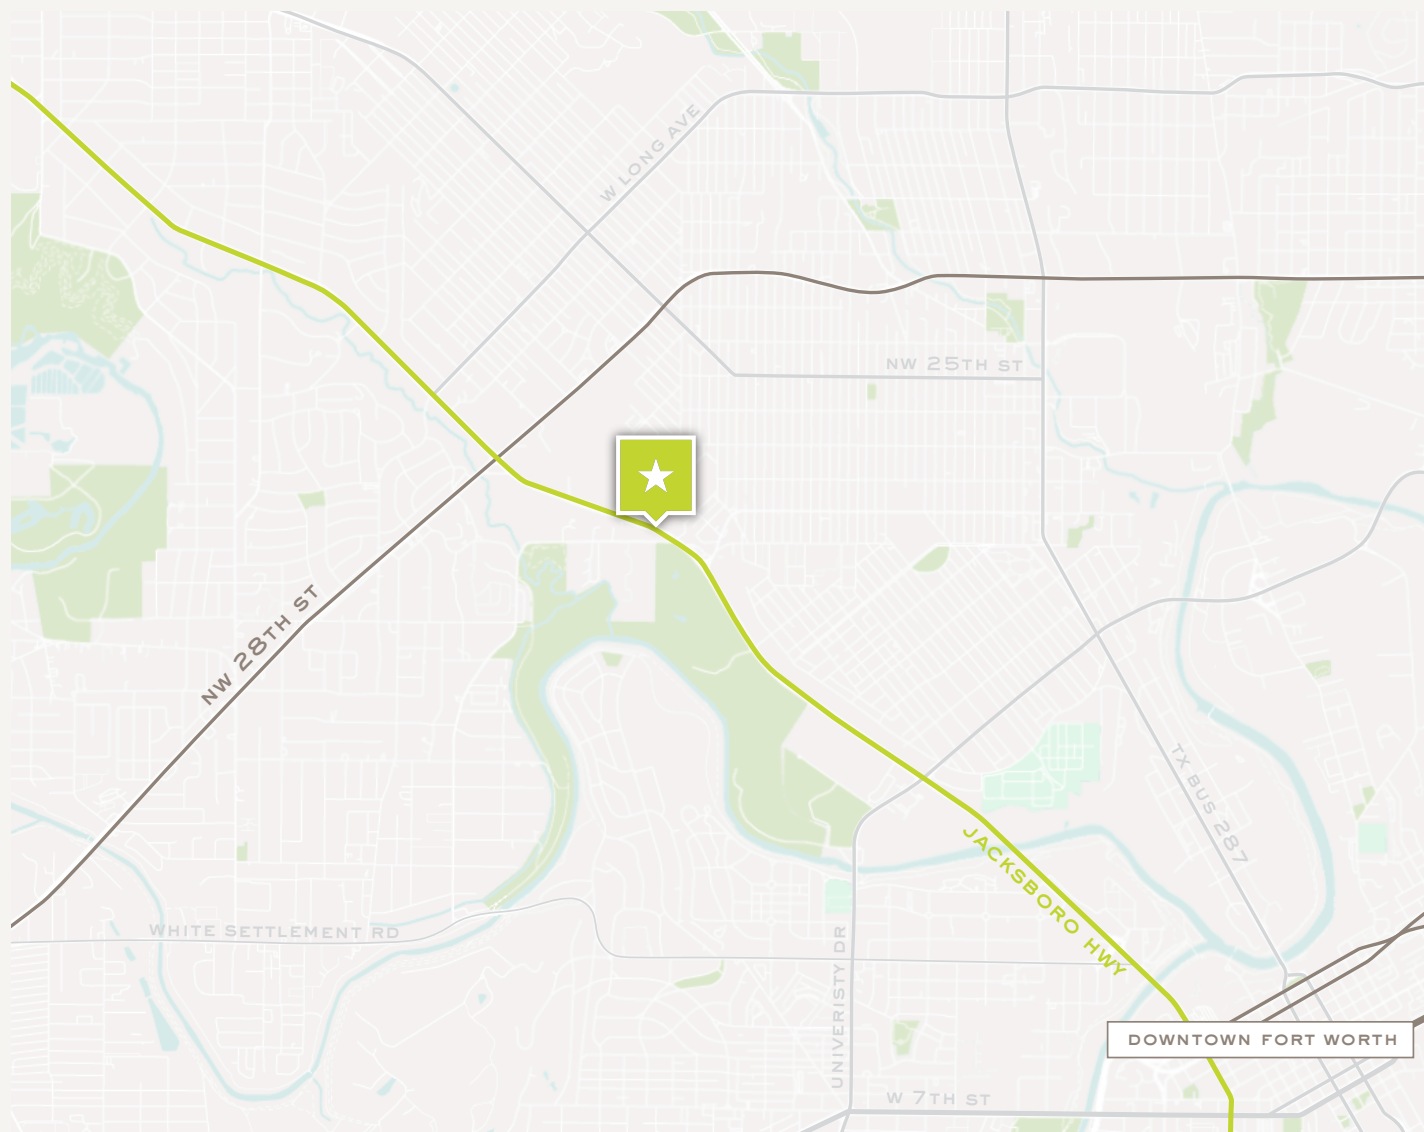 W LONG AVE
NW 25TH ST
NW 28TH ST
TX BUS 287
JACKSBORO HWY
WHITE SETTLEMENT RD
UNIVERISTY DR
DOWNTOWN FORT WORTH
W 7TH ST